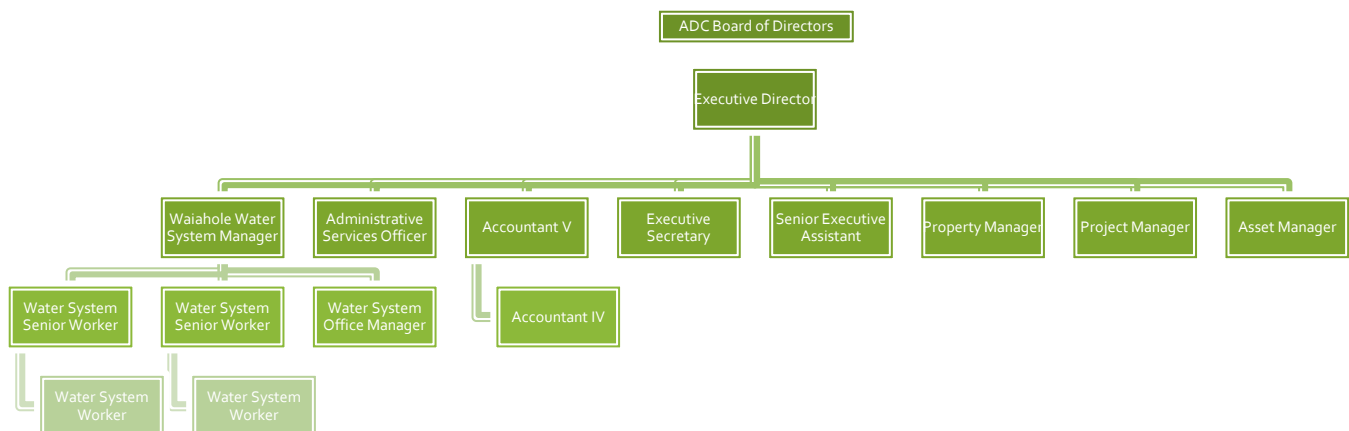 ADC Board of Directors
Executive Director
Waiahole Water
System Manager
Administrative
Services Officer
Accountant V
Executive
Secretary
Senior Executive
Assistant
Property Manager
Project Manager
Asset Manager
Water System
Senior Worker
Water System
Senior Worker
Water System
Office Manager
Accountant IV
Water System
Worker
Water System
Worker